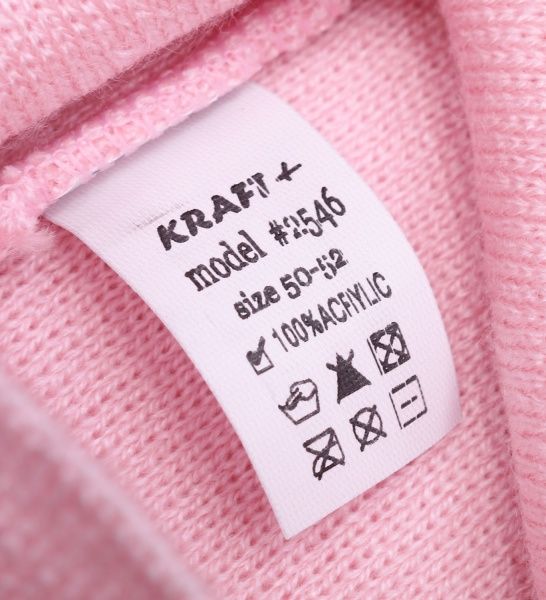 KRAFT +
model #2546
size 50-52
100%ACRYLIC